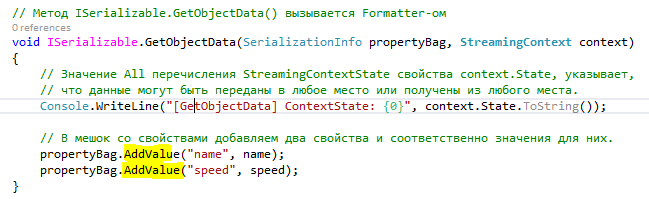 // Метод ISerializable.GetObjectData() вызывается Formatter-ом
0 references
void ISerializable.GetObjectData(SerializationInfo propertyBag, StreamingContext context)
{
// Значение All перечисления StreamingContextState свойства context.State, указывает,
// что данные могут быть переданы в любое место или получены из любого места.
Console.WriteLine("[GetObjectData] ContextState: {0}", context.State.ToString());
// В мешок со свойствами добавляем два свойства и соответственно значения для них.
propertyBag.AddValue("name", name);
propertyBag.AddValue("speed", speed);
}